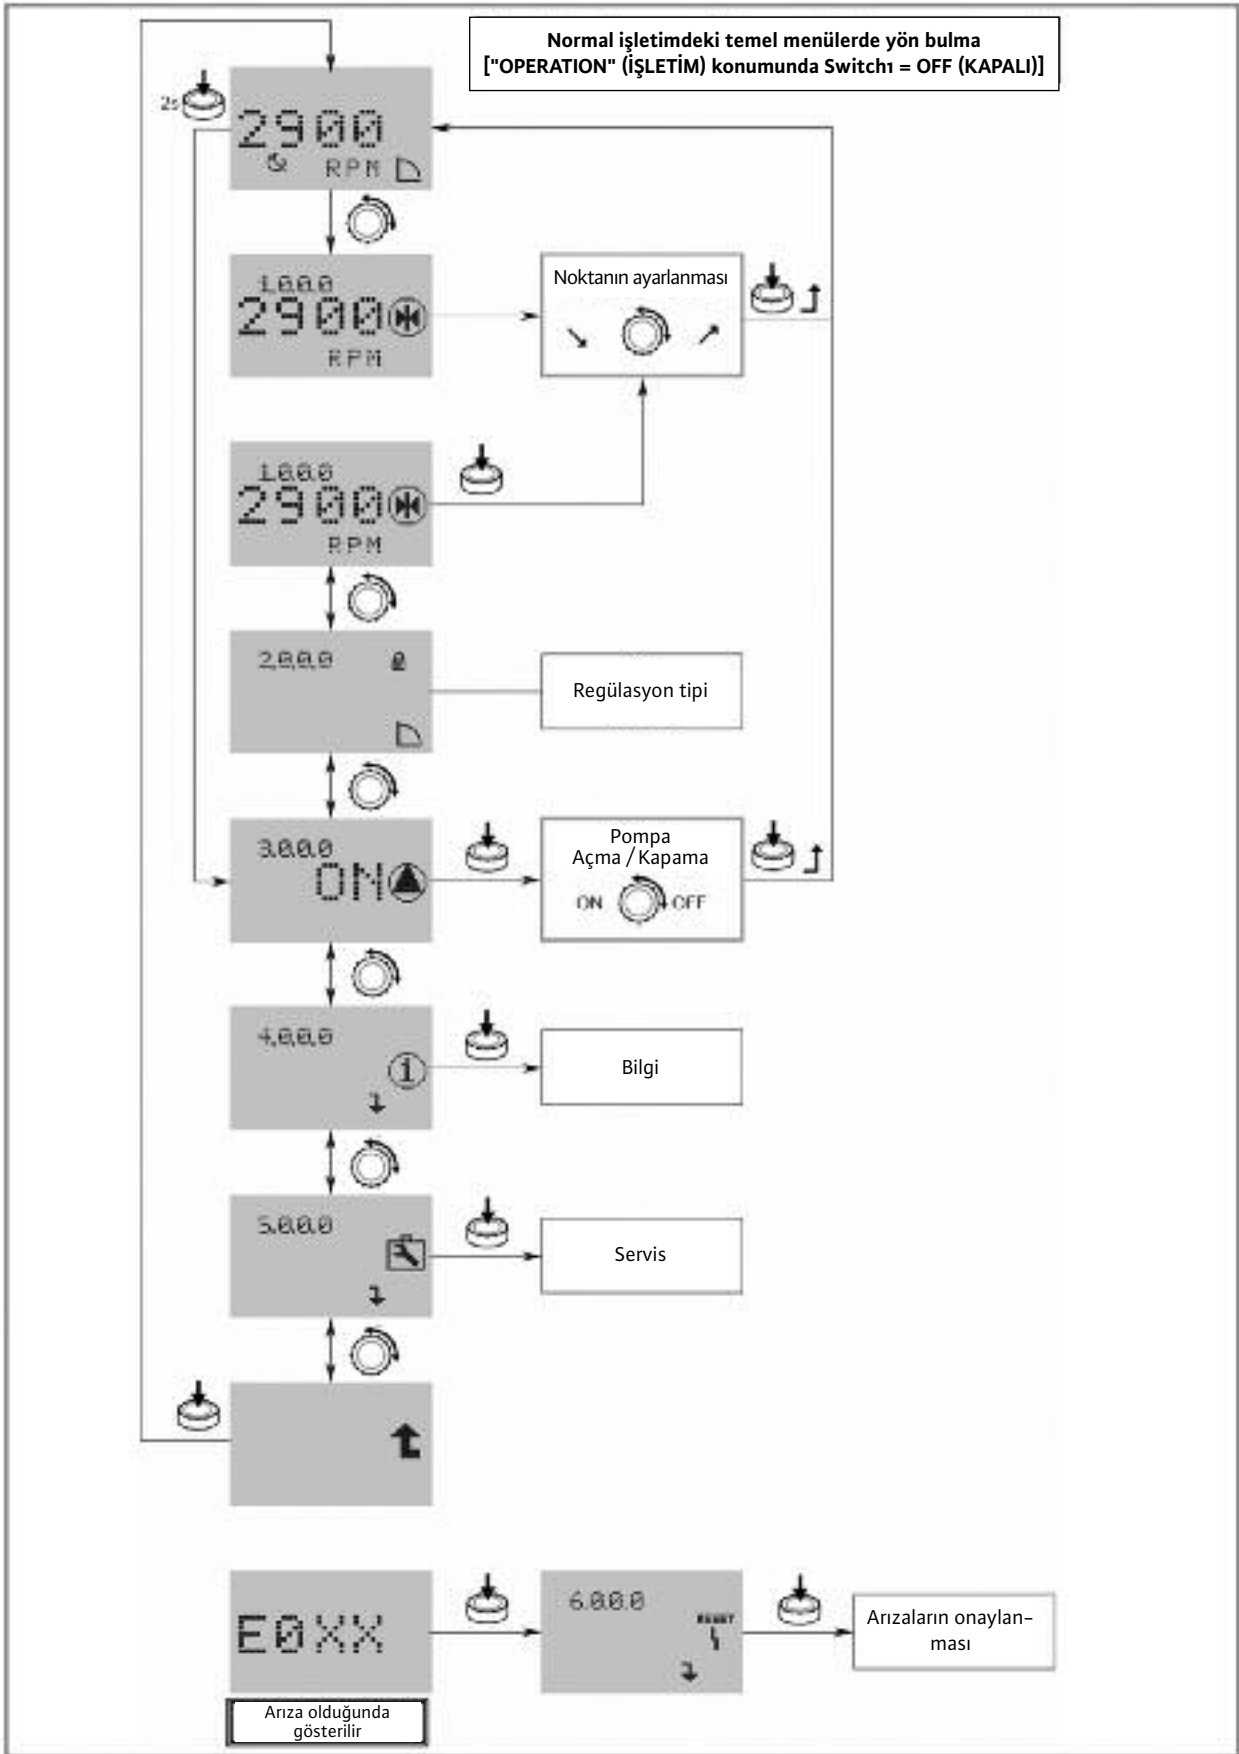 Normal işletimdeki temel menülerde yön bulma
["OPERATION" (İŞLETİM) konumunda Switch1 = OFF (KAPALI)]
2s
2900
RPM
1.0.0.0
2900
RPM
Noktanın ayarlanması
1.0.0.0
2900
RPM
2.0.0.0
Regülasyon tipi
3.0.0.0
ON
Pompa
Açma / Kapama
ON OFF
4.0.0.0
i
Bilgi
5.0.0.0
Servis
E0XX
6.0.0.0
RESET
Arızaların onaylan-
ması
Arıza olduğunda
gösterilir